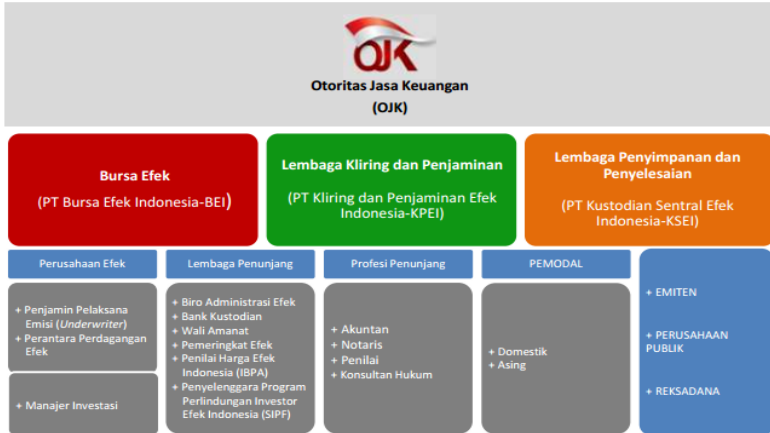 OJK
Otoritas Jasa Keuangan
(OJK)
Bursa Efek
(PT Bursa Efek Indonesia-BEI)
Lembaga Kliring dan Penjaminan
(PT Kliring dan Penjaminan Efek
Indonesia-KPEI)
Lembaga Penyimpanan dan
Penyelesaian
(PT Kustodian Sentral Efek
Indonesia-KSEI)
Perusahaan Efek
+ Penjamin Pelaksana
Emisi (Underwriter)
+ Perantara Perdagangan
Efek
+ Manajer Investasi
Lembaga Penunjang
+ Biro Administrasi Efek
+ Bank Kustodian
+ Wali Amanat
+ Pemeringkat Efek
+ Penilai Harga Efek
Indonesia (IBPA)
+ Penyelenggara Program
Perlindungan Investor
Efek Indonesia (SIPF)
Profesi Penunjang
+ Akuntan
+ Notaris
+ Penilai
+ Konsultan Hukum
PEMODAL
+ Domestik
+ Asing
+ EMITEN
+ PERUSAHAAN
PUBLIK
+ REKSADANA